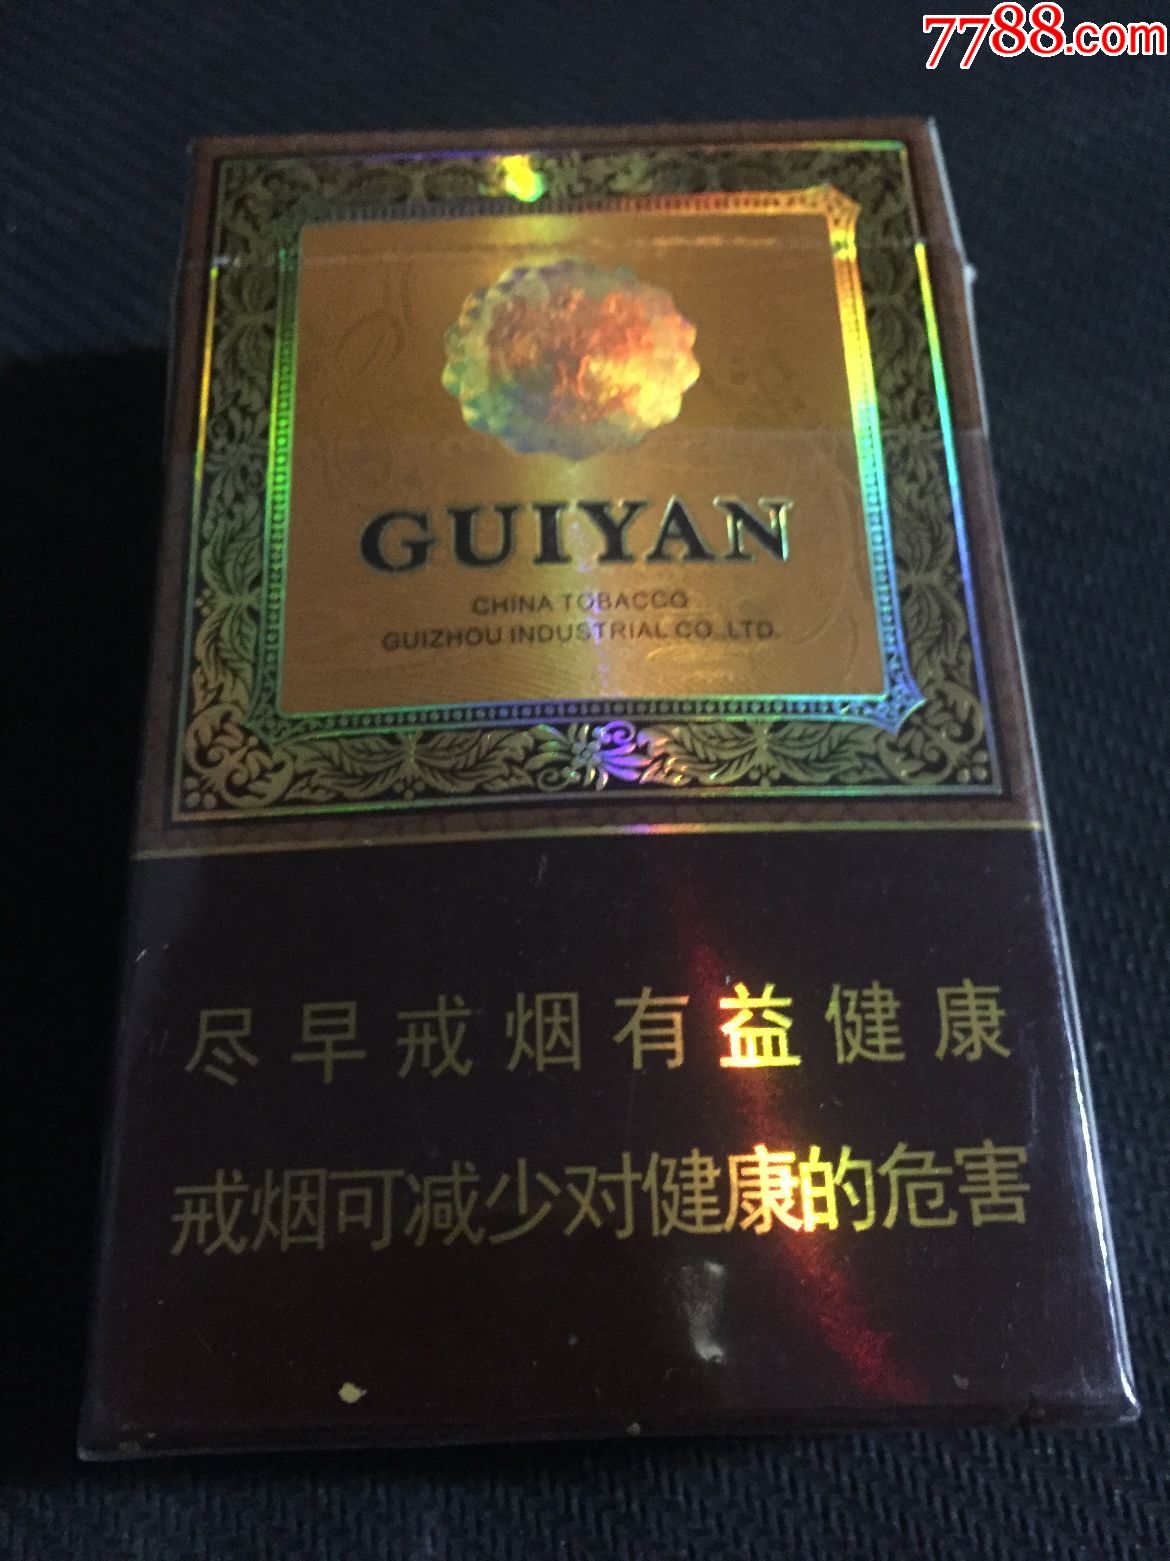 7788.com
GUIYAN
CHINA TOBACCO
GUIZHOU INDUSTRIAL CO.,LTD.
尽早戒烟有益健康
戒烟可减少对健康的危害